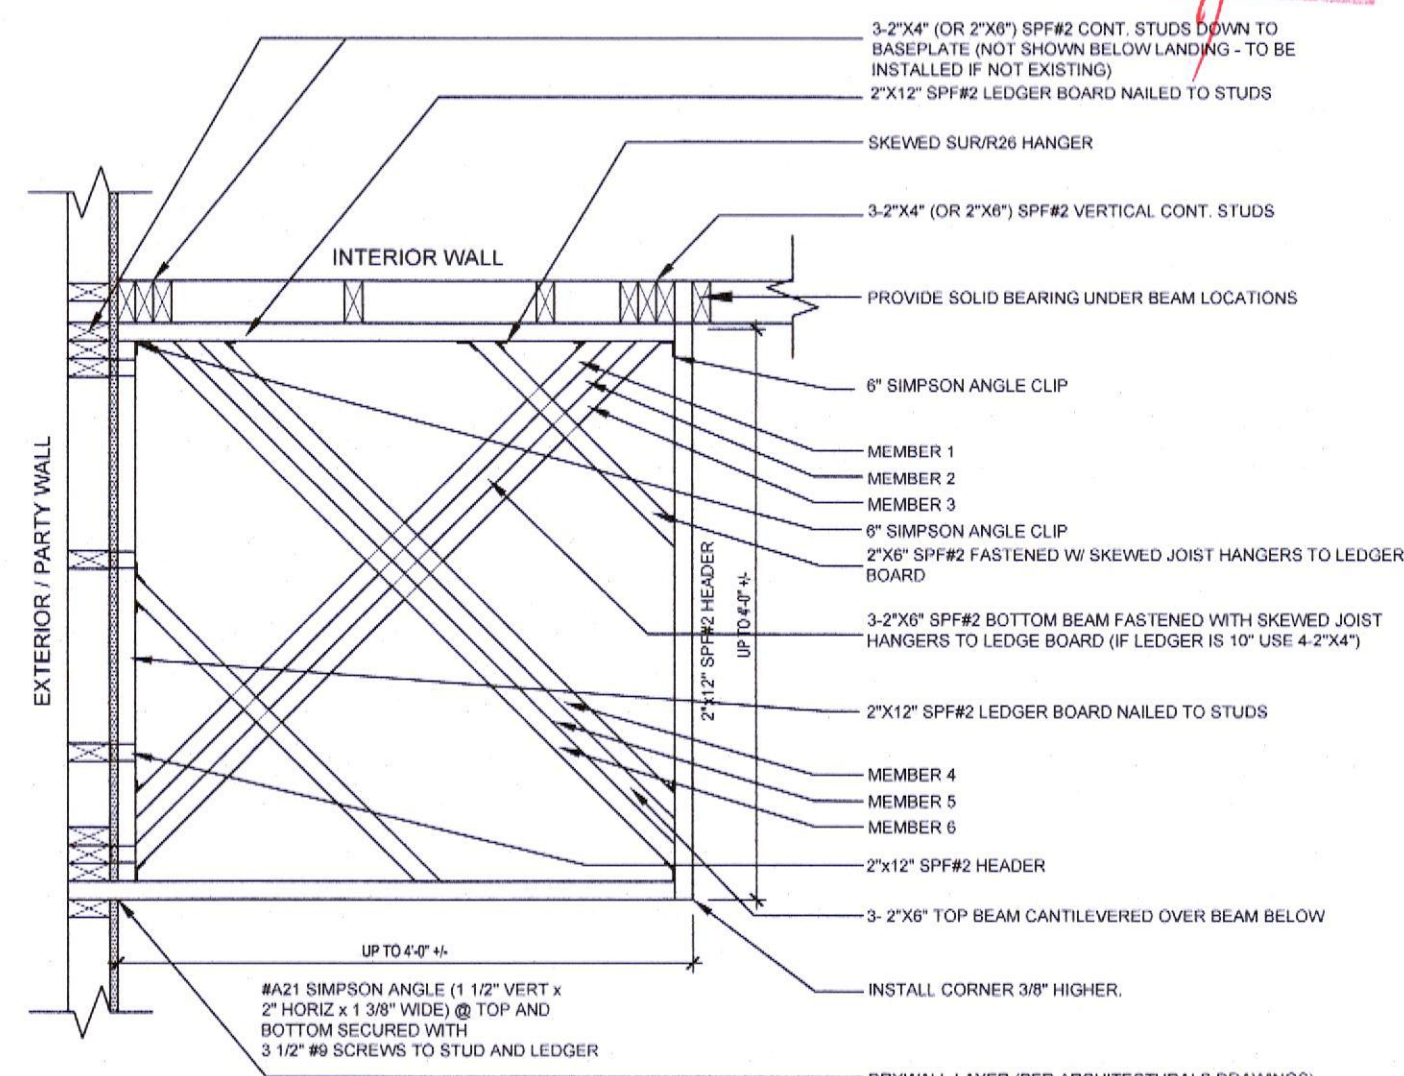 3-2"X4" (OR 2"X6") SPF#2 CONT. STUDS DOWN TO
BASEPLATE (NOT SHOWN BELOW LANDING - TO BE
INSTALLED IF NOT EXISTING)
2"X12" SPF#2 LEDGER BOARD NAILED TO STUDS
SKEWED SUR/R26 HANGER
3-2"X4" (OR 2"X6") SPF#2 VERTICAL CONT. STUDS
INTERIOR WALL
PROVIDE SOLID BEARING UNDER BEAM LOCATIONS
6" SIMPSON ANGLE CLIP
MEMBER 1
MEMBER 2
MEMBER 3
6" SIMPSON ANGLE CLIP
2"X6" SPF#2 FASTENED W/ SKEWED JOIST HANGERS TO LEDGER
BOARD
EXTERIOR / PARTY WALL
2"x12" SPF#2 HEADER
UP TO 4'-0" +/-
3-2"X6" SPF#2 BOTTOM BEAM FASTENED WITH SKEWED JOIST
HANGERS TO LEDGE BOARD (IF LEDGER IS 10" USE 4-2"X4")
2"X12" SPF#2 LEDGER BOARD NAILED TO STUDS
MEMBER 4
MEMBER 5
MEMBER 6
2"x12" SPF#2 HEADER
3- 2"X6" TOP BEAM CANTILEVERED OVER BEAM BELOW
UP TO 4'-0" +/-
INSTALL CORNER 3/8" HIGHER.
#A21 SIMPSON ANGLE (1 1/2" VERT x
2" HORIZ x 1 3/8" WIDE) @ TOP AND
BOTTOM SECURED WITH
3 1/2" #9 SCREWS TO STUD AND LEDGER
DRYWALL LAYER (PER ARCHITECTURALS DRAWINGS)